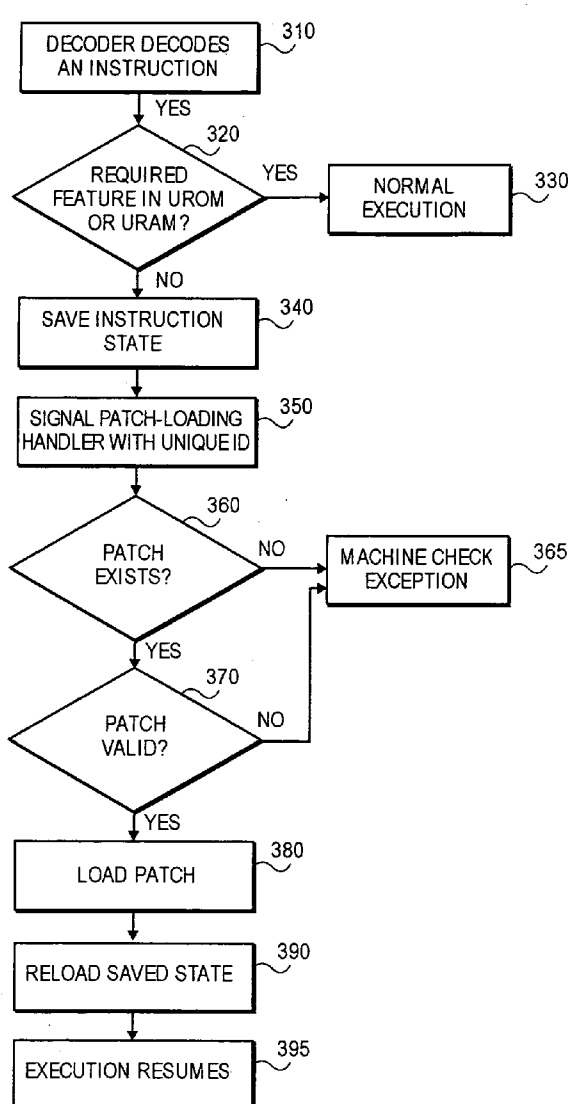 DECODER DECODES
AN INSTRUCTION
310
YES
320
REQUIRED
FEATURE IN UROM
OR URAM?
YES
NORMAL
EXECUTION
330
NO
SAVE INSTRUCTION
STATE
340
SIGNAL PATCH-LOADING
HANDLER WITH UNIQUE ID
350
360
PATCH
EXISTS?
NO
MACHINE CHECK
EXCEPTION
365
YES
370
PATCH
VALID?
NO
YES
LOAD PATCH
380
RELOAD SAVED STATE
390
EXECUTION RESUMES
395